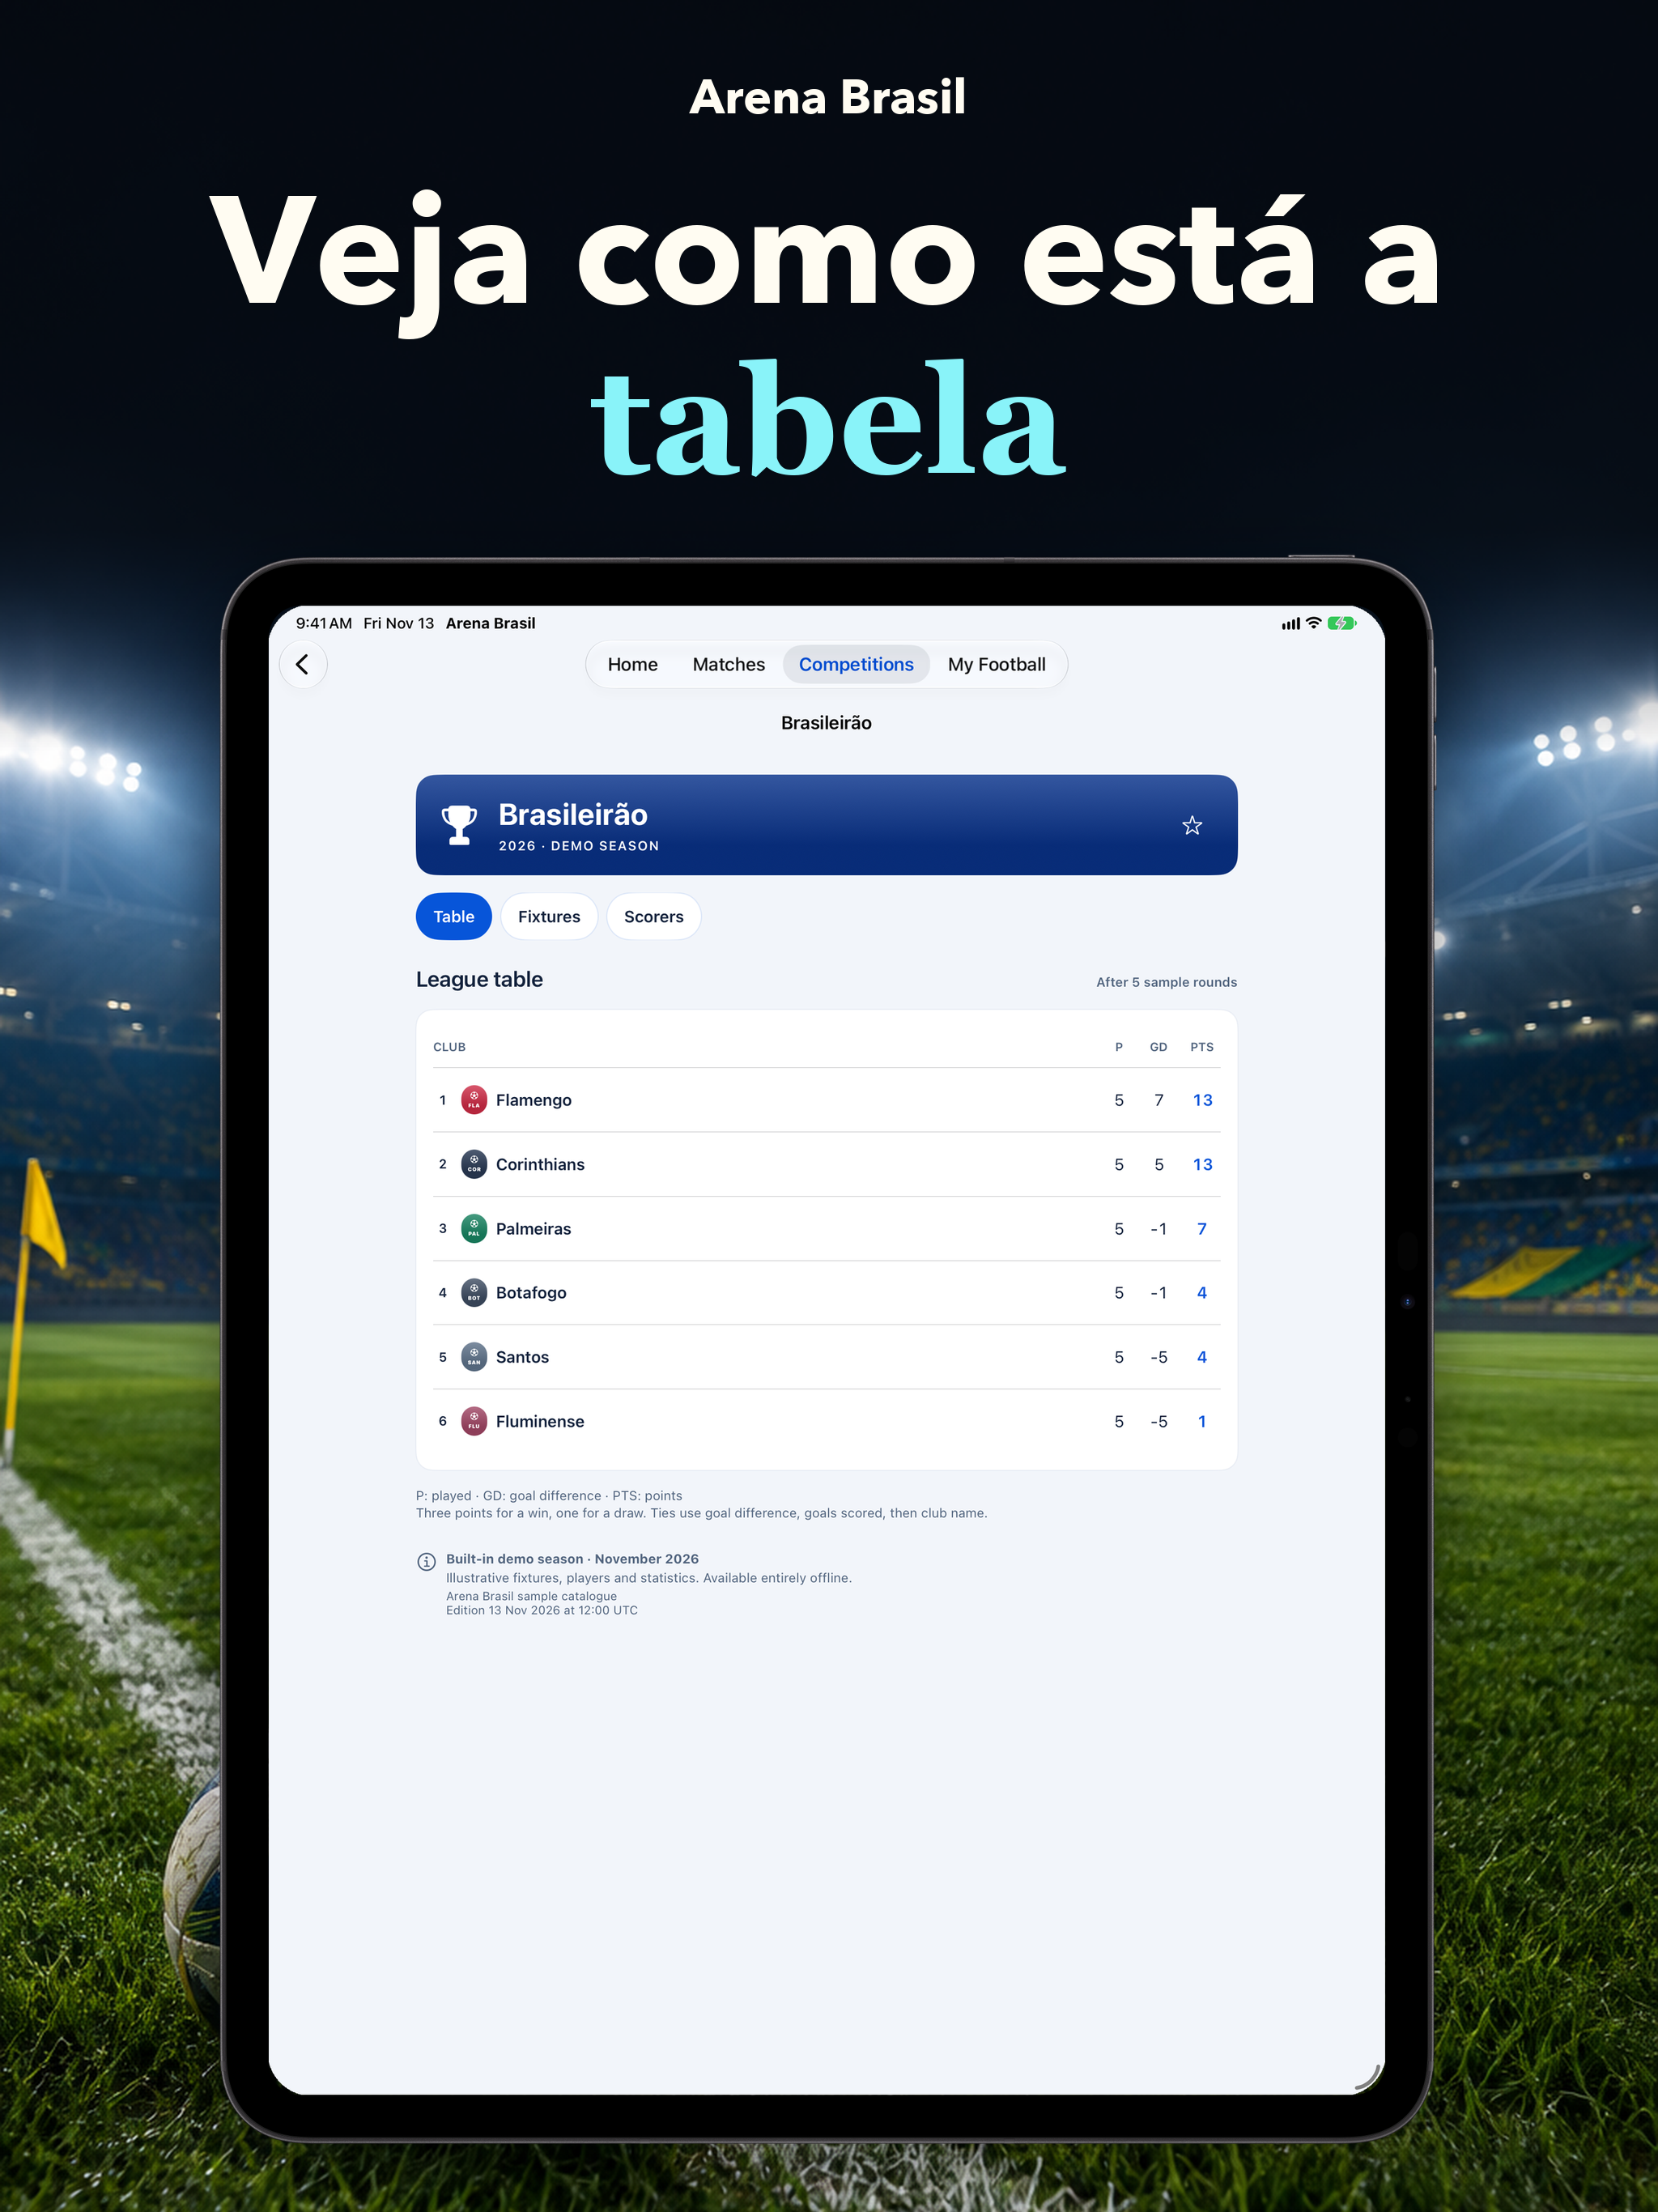 Arena Brasil
Veja como está a
tabela
9:41 AM Fri Nov 13 Arena Brasil
Home Matches Competitions My Football
Brasileirão
Brasileirão
2026 · DEMO SEASON
Table Fixtures Scorers
League table After 5 sample rounds
CLUB P GD PTS
1 FLA Flamengo 5 7 13
2 COR Corinthians 5 5 13
3 PAL Palmeiras 5 -1 7
4 BOT Botafogo 5 -1 4
5 SAN Santos 5 -5 4
6 FLU Fluminense 5 -5 1
P: played · GD: goal difference · PTS: points
Three points for a win, one for a draw. Ties use goal difference, goals scored, then club name.
Built-in demo season · November 2026
Illustrative fixtures, players and statistics. Available entirely offline.
Arena Brasil sample catalogue
Edition 13 Nov 2026 at 12:00 UTC